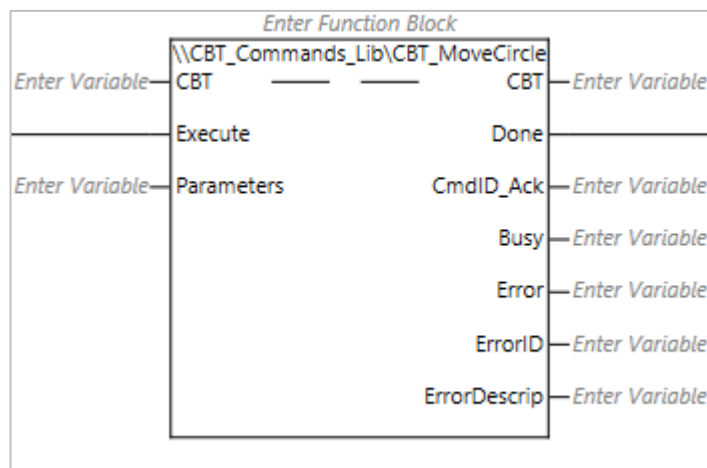 Enter Function Block
\\CBT_Commands_Lib\CBT_MoveCircle
Enter Variable CBT CBT Enter Variable
Execute Done
Enter Variable Parameters CmdID_Ack Enter Variable
Busy Enter Variable
Error Enter Variable
ErrorID Enter Variable
ErrorDescrip Enter Variable